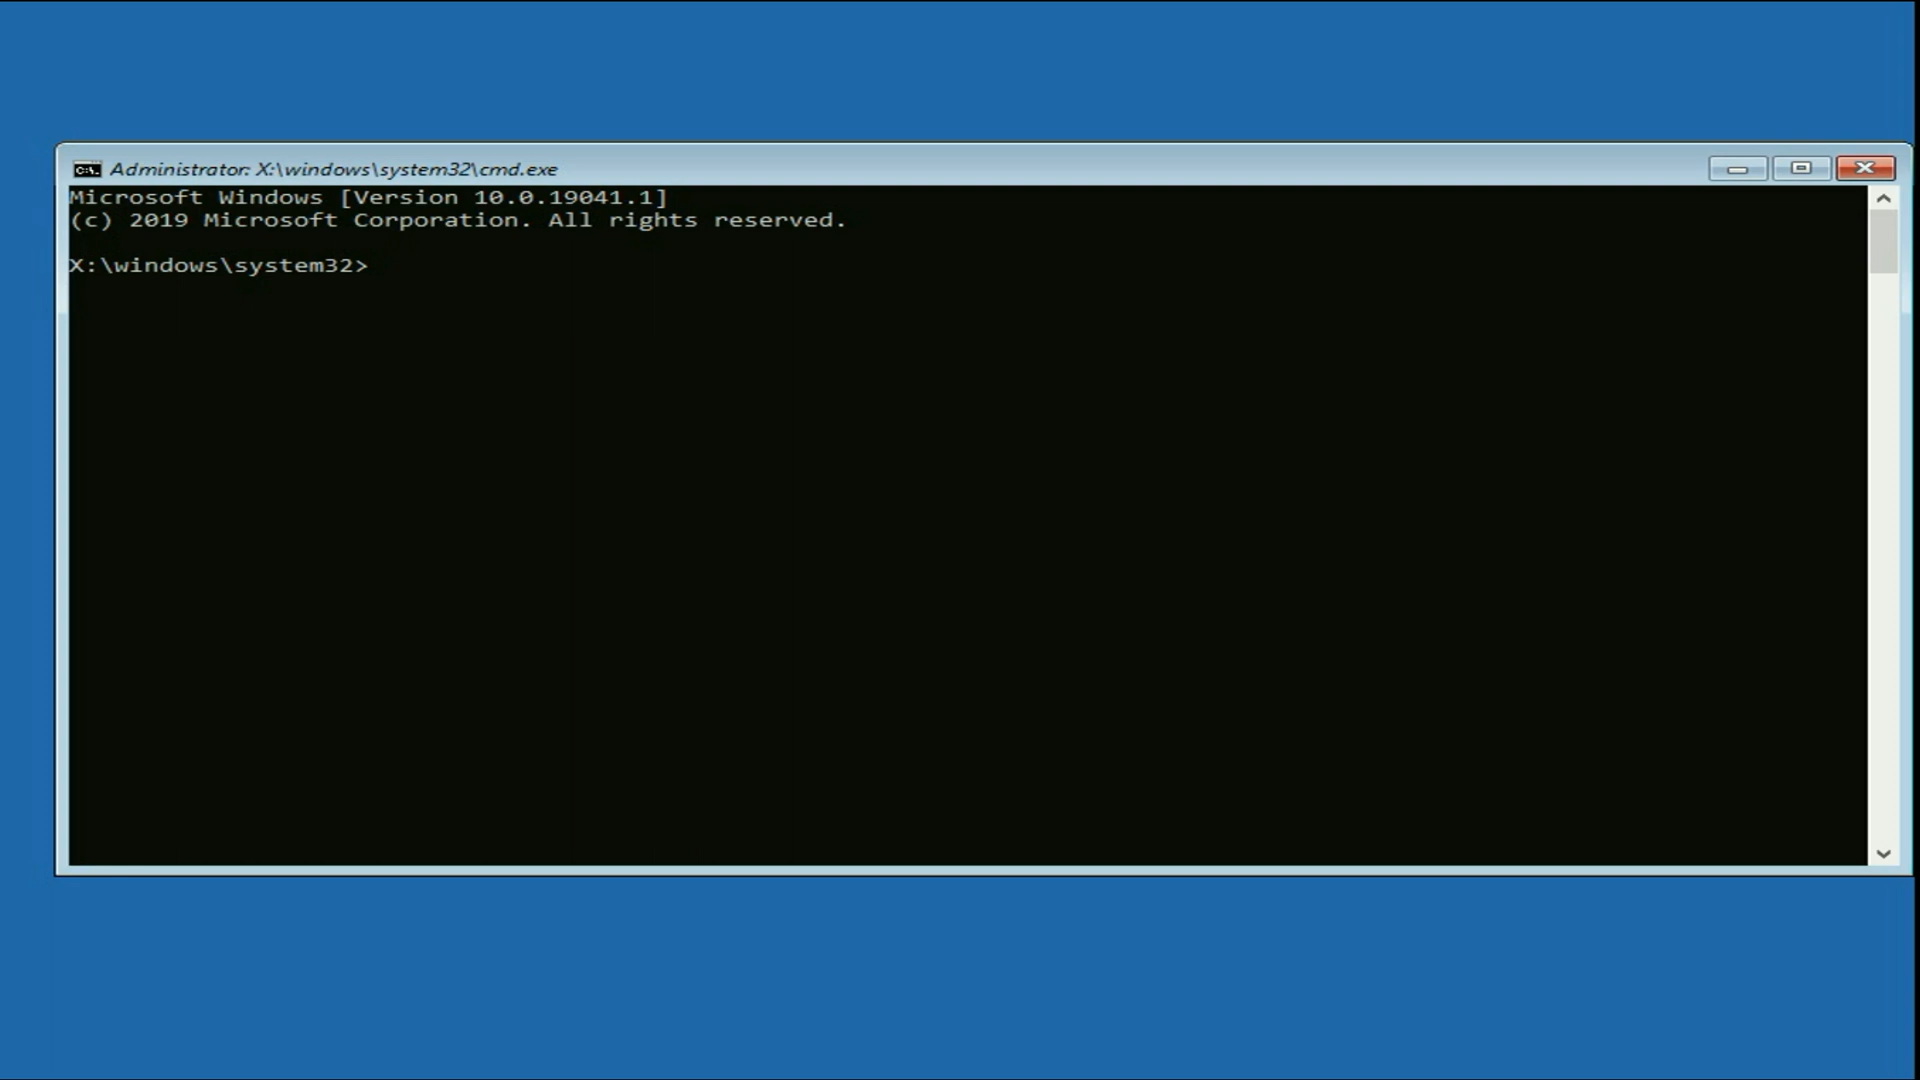 Administrator: X:\windows\system32\cmd.exe
Microsoft Windows [Version 10.0.19041.1]
(c) 2019 Microsoft Corporation. All rights reserved.
X:\windows\system32>